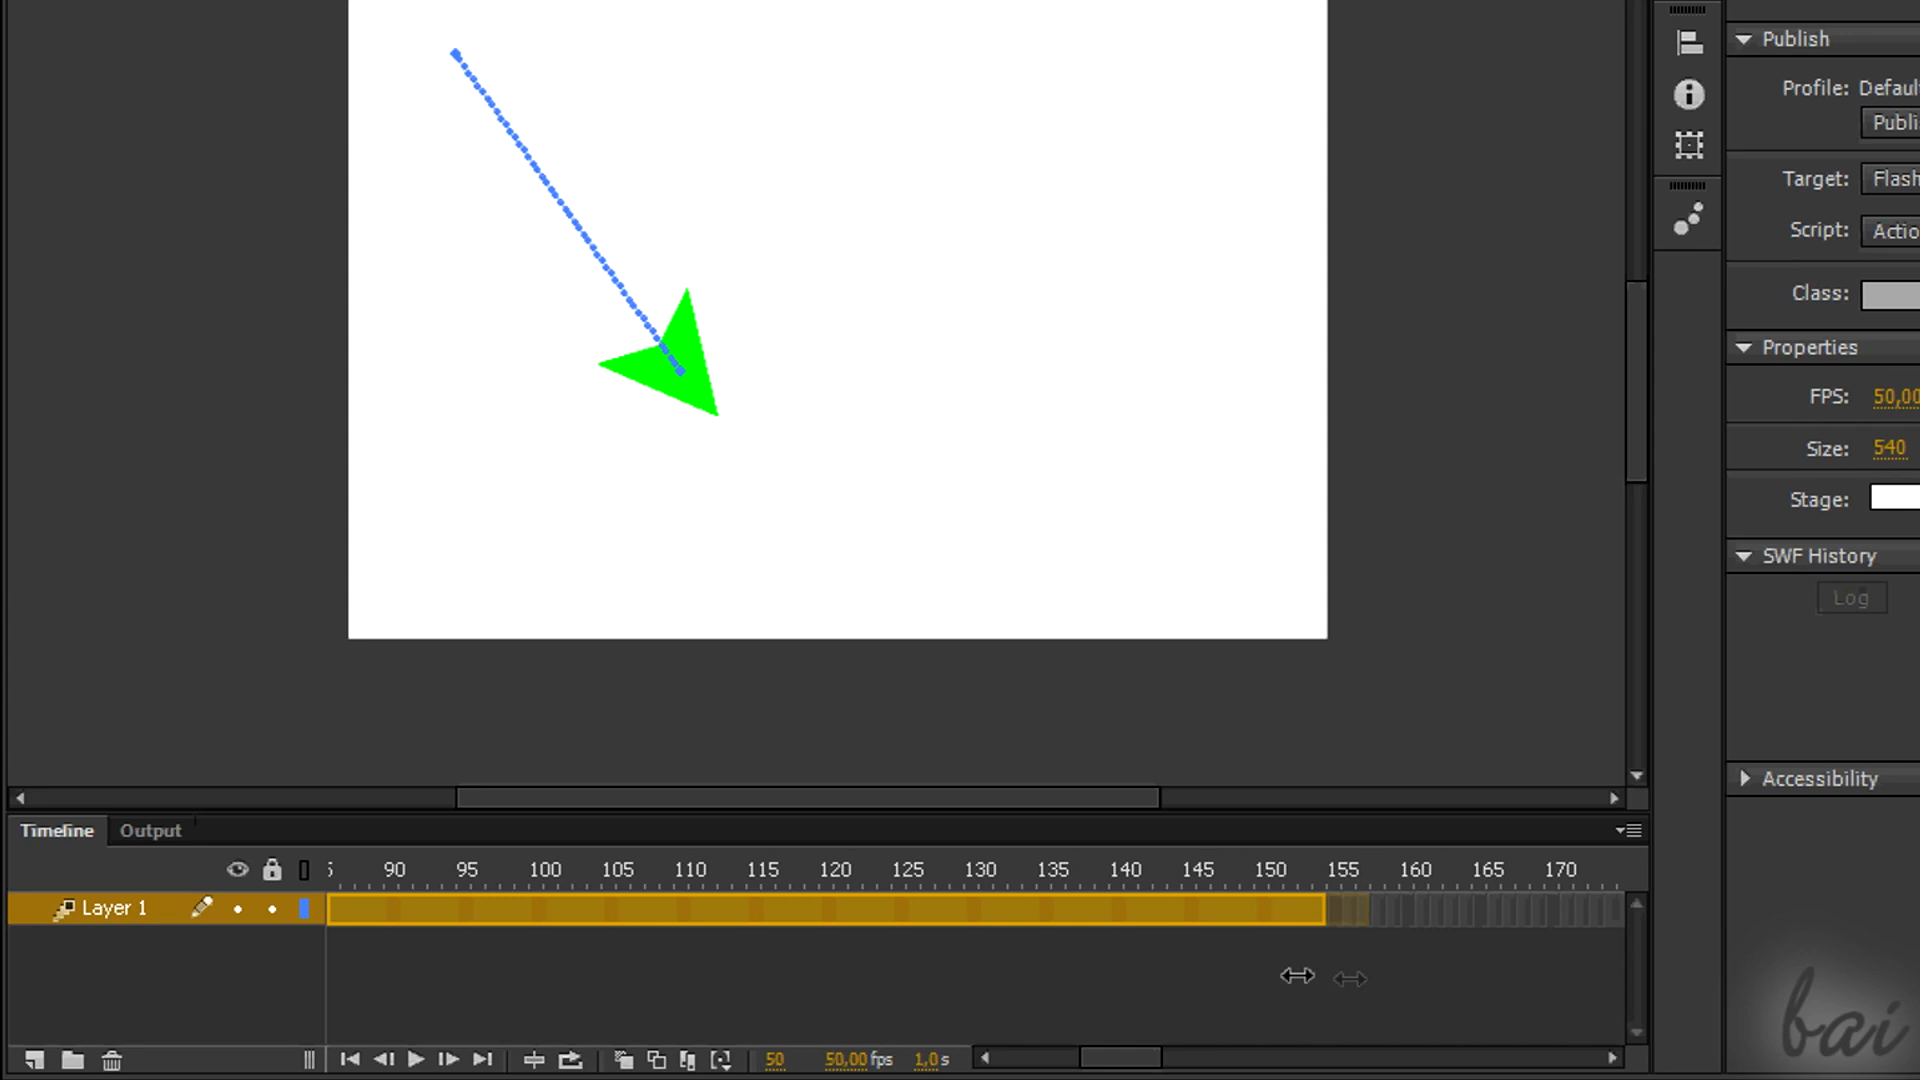 Publish
Profile: Defaul
Publi
Target: Flash
Script: Actio
Class:
Properties
FPS: 50,00
Size: 540
Stage:
SWF History
Log
Accessibility
Timeline Output
5 90 95 100 105 110 115 120 125 130 135 140 145 150 155 160 165 170
Layer 1
50 50,00 fps 1,0 s
bai